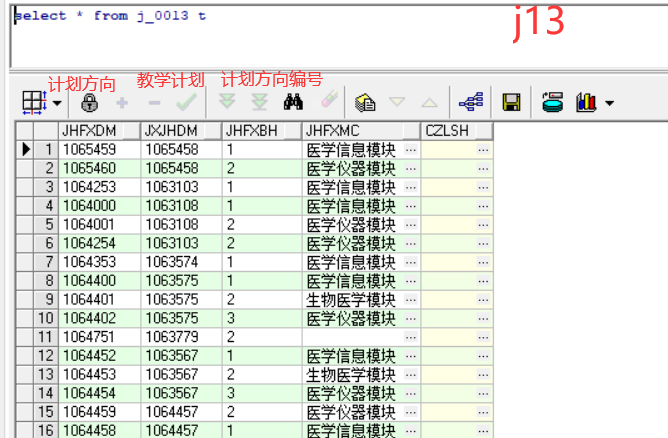 select * from j_0013 t
j13
计划方向 教学计划 计划方向编号
JHFXDM JXJHDM JHFXBH JHFXMC CZLSH
1 1065459 1065458 1 医学信息模块 ... ...
2 1065460 1065458 2 医学仪器模块 ... ...
3 1064253 1063103 1 医学信息模块 ... ...
4 1064000 1063108 1 医学信息模块 ... ...
5 1064001 1063108 2 医学仪器模块 ... ...
6 1064254 1063103 2 医学仪器模块 ... ...
7 1064353 1063574 1 医学信息模块 ... ...
8 1064400 1063575 1 医学信息模块 ... ...
9 1064401 1063575 2 生物医学模块 ... ...
10 1064402 1063575 3 医学仪器模块 ... ...
11 1064751 1063779 2 ... ...
12 1064452 1063567 1 医学信息模块 ... ...
13 1064453 1063567 2 生物医学模块 ... ...
14 1064454 1063567 3 医学仪器模块 ... ...
15 1064459 1064457 2 医学仪器模块 ... ...
16 1064458 1064457 1 医学信息模块 ... ...